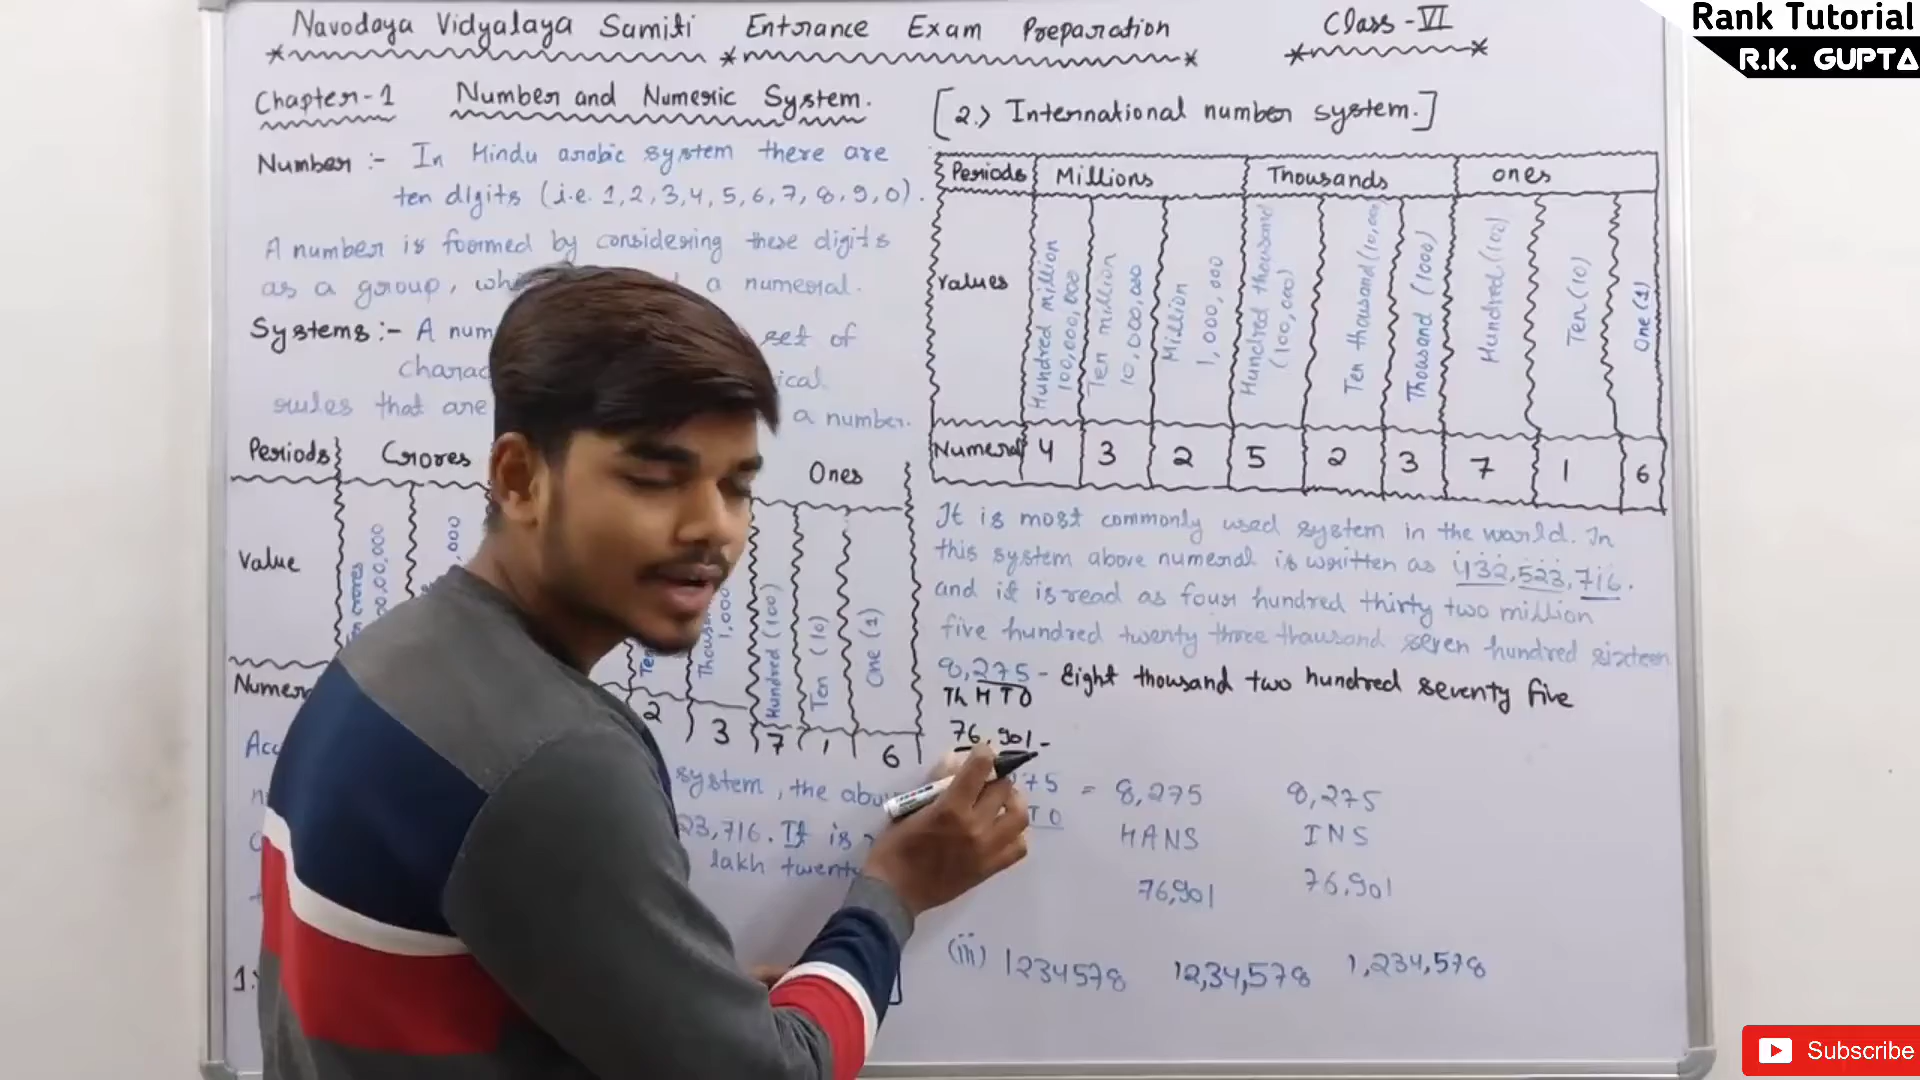 Navodaya Vidyalaya Samiti Entrance Exam Preparation Class-VI
Rank Tutorial
R.K. GUPTA
Chapter-1 Number and Numeric System.
Number :- In Hindu arabic system there are
ten digits (i.e. 1,2,3,4,5,6,7,8,9,0).
A number is formed by considering these digits
as a group, a numeral.
Systems :- A set of
rules that are a number.
Periods Crores Ones
Value
Hundred (100)
Ten (10)
One (1)
2 3 7 1 6
system, the
23,716. It is
lakh
[2.) International number system.]
Periods Millions Thousands ones
Values
Hundred million 100,000,000
Ten million 10,000,000
Million 1,000,000
Hundred thousand (100,000)
Ten thousand (10,000)
Thousand (1000)
Hundred (100)
Ten (10)
One (1)
Numeral 4 3 2 5 2 3 7 1 6
It is most commonly used system in the world. In
this system above numeral is written as 432,523,716.
and it is read as four hundred thirty two million
five hundred twenty three thousand seven hundred sixteen
8,275 - Eight thousand two hundred seventy five
Th H T O
76,901 -
75 = 8,275 8,275
T O HANS INS
76,901 76,901
(iii) 1234578 12,34,578 1,234,578
Subscribe